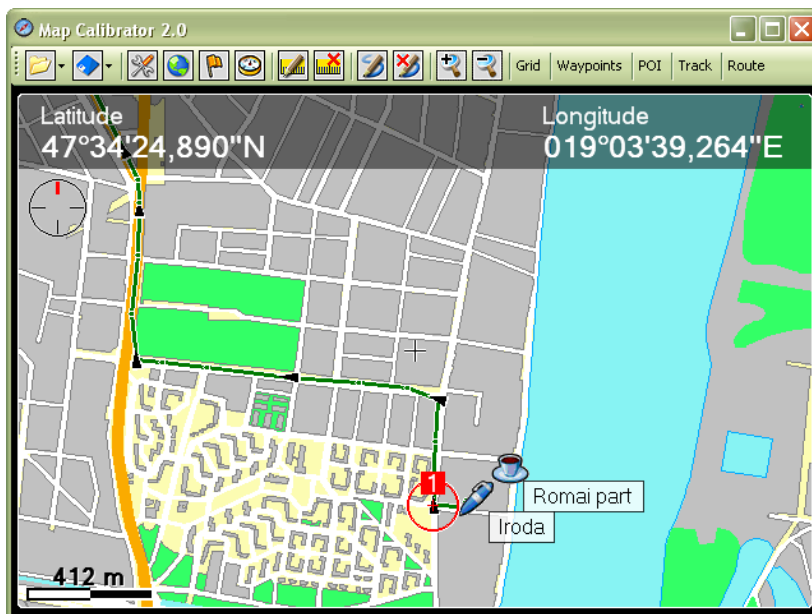 Map Calibrator 2.0
Grid Waypoints POI Track Route
Latitude Longitude
47°34'24,890"N 019°03'39,264"E
1
Romai part
Iroda
412 m